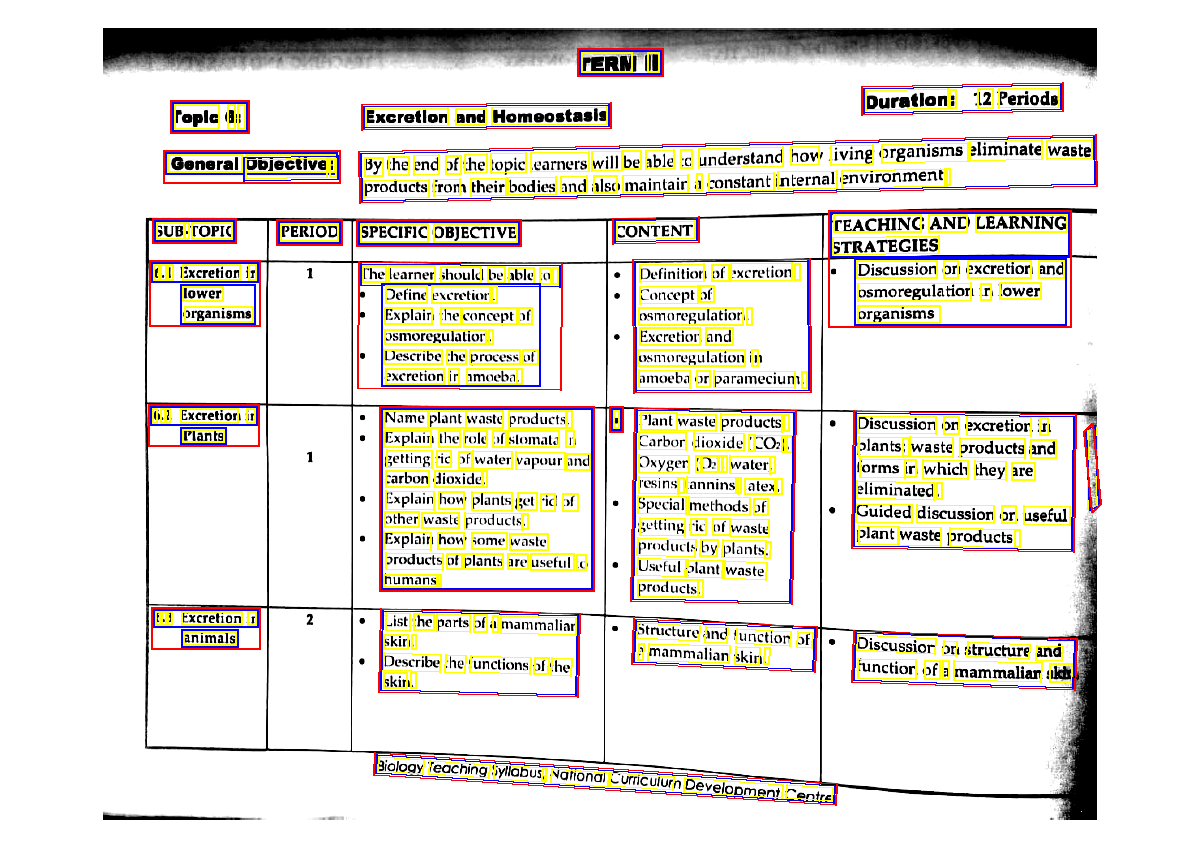 TERM II
Topic 6:
Excretion and Homeostasis
Duration: 12 Periods
General Objective:
By the end of the topic learners will be able to understand how living organisms eliminate waste
products from their bodies and also maintain a constant internal environment
SUB-TOPIC
PERIOD
SPECIFIC OBJECTIVE
CONTENT
TEACHING AND LEARNING
STRATEGIES
6.1 Excretion in
lower
organisms
1
The learner should be able to
• Define excretion.
• Explain the concept of
osmoregulation.
• Describe the process of
excretion in amoeba.
• Definition of excretion
• Concept of
osmoregulation.
• Excretion and
osmoregulation in
amoeba or paramecium.
• Discussion on excretion and
osmoregulation in lower
organisms
6.2 Excretion in
Plants
1
• Name plant waste products.
• Explain the role of stomata in
getting rid of water vapour and
carbon dioxide.
• Explain how plants get rid of
other waste products.
• Explain how some waste
products of plants are useful to
humans
• Plant waste products
Carbon dioxide (CO₂),
Oxygen (O₂) water,
resins, tannins, latex.
• Special methods of
getting rid of waste
products by plants.
• Useful plant waste
products.
• Discussion on excretion in
plants; waste products and
forms in which they are
eliminated.
• Guided discussion on useful
plant waste products
6.3 Excretion in
animals
2
• List the parts of a mammalian
skin.
• Describe the functions of the
skin.
• Structure and function of
a mammalian skin.
• Discussion on structure and
function of a mammalian skin.
Biology Teaching Syllabus, National Curriculum Development Centre